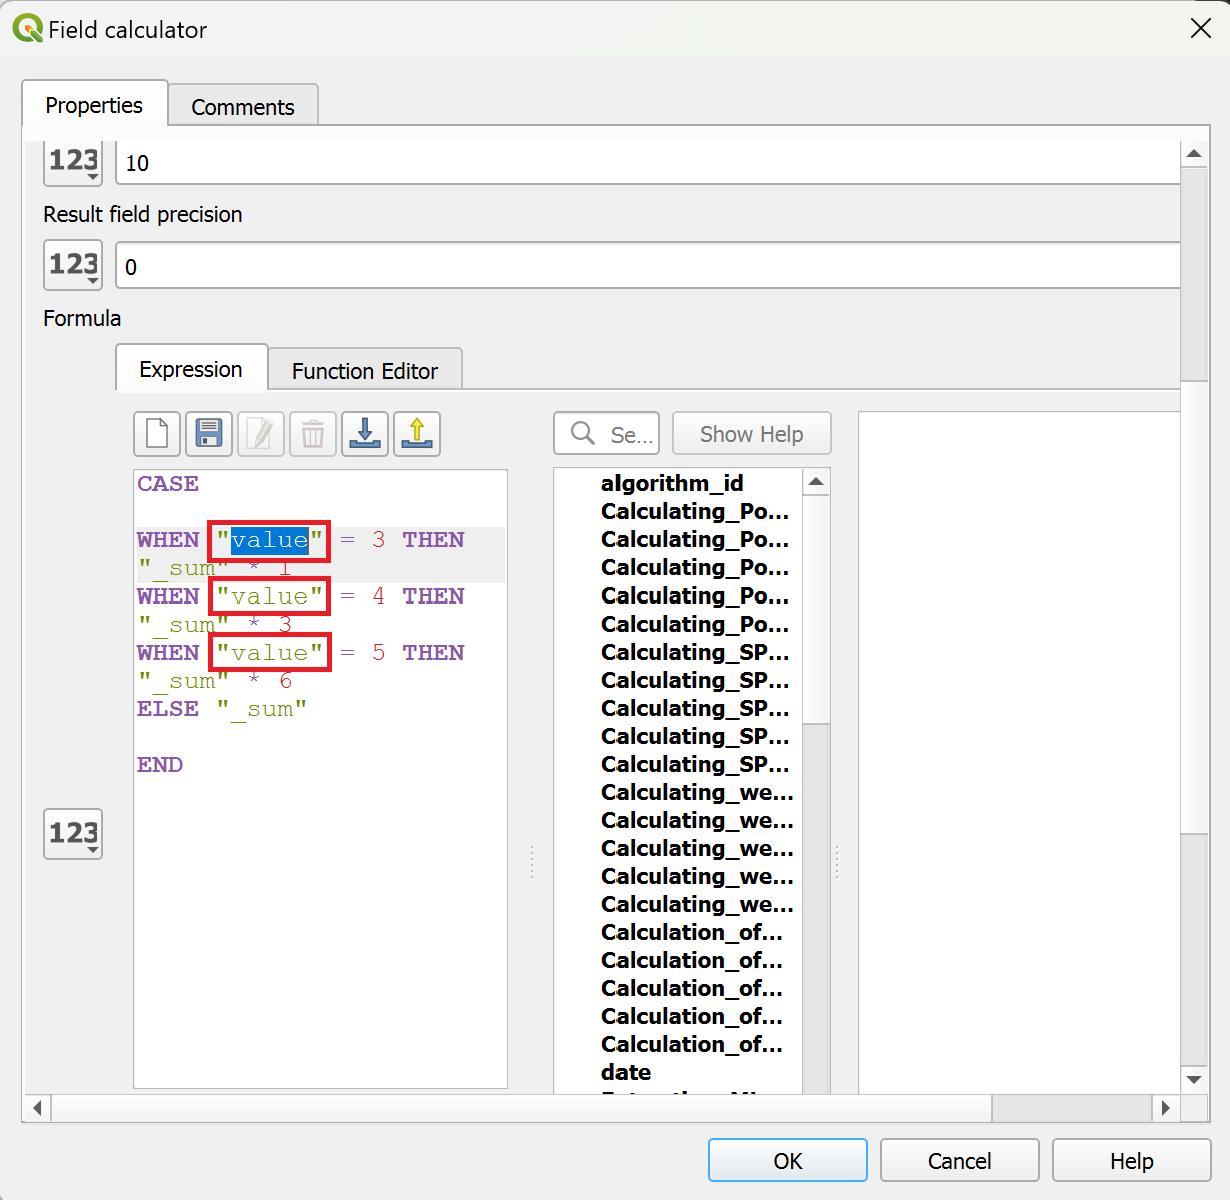 Field calculator
Properties
Comments
123
10
Result field precision
123
0
Formula
Expression
Function Editor
Se...
Show Help
CASE
WHEN "value" = 3 THEN
"_sum" * 1
WHEN "value" = 4 THEN
"_sum" * 3
WHEN "value" = 5 THEN
"_sum" * 6
ELSE "_sum"
END
123
algorithm_id
Calculating_Po...
Calculating_Po...
Calculating_Po...
Calculating_Po...
Calculating_Po...
Calculating_SP...
Calculating_SP...
Calculating_SP...
Calculating_SP...
Calculating_SP...
Calculating_we...
Calculating_we...
Calculating_we...
Calculating_we...
Calculating_we...
Calculation_of...
Calculation_of...
Calculation_of...
Calculation_of...
Calculation_of...
date
OK
Cancel
Help